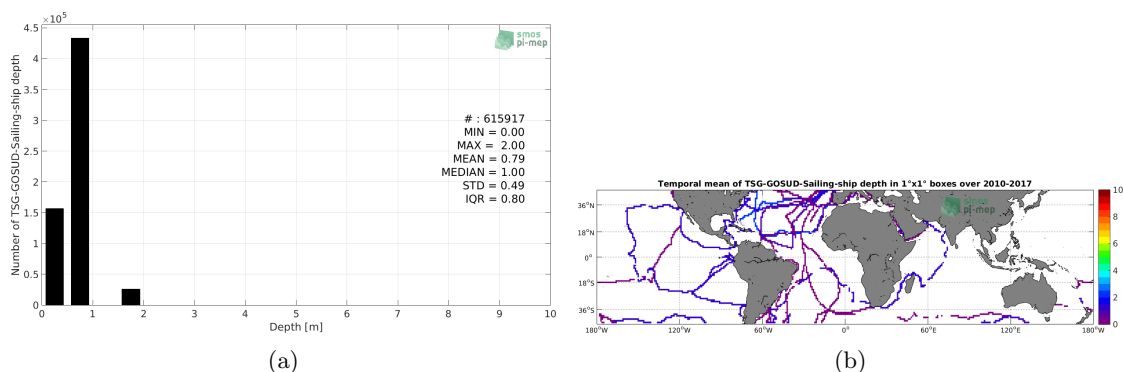 ×10⁵
4.5
4
3.5
3
2.5
2
1.5
1
0.5
0
Number of TSG-GOSUD-Sailing-ship depth
smos
pi-mep
# : 615917
MIN = 0.00
MAX = 2.00
MEAN = 0.79
MEDIAN = 1.00
STD = 0.49
IQR = 0.80
0 1 2 3 4 5 6 7 8 9 10
Depth [m]
(a)
Temporal mean of TSG-GOSUD-Sailing-ship depth in 1°x1° boxes over 2010-2017
smos
pi-mep
36°N
18°N
0°
18°S
36°S
180°W 120°W 60°W 0° 60°E 120°E 180°W
10
8
6
4
2
0
(b)